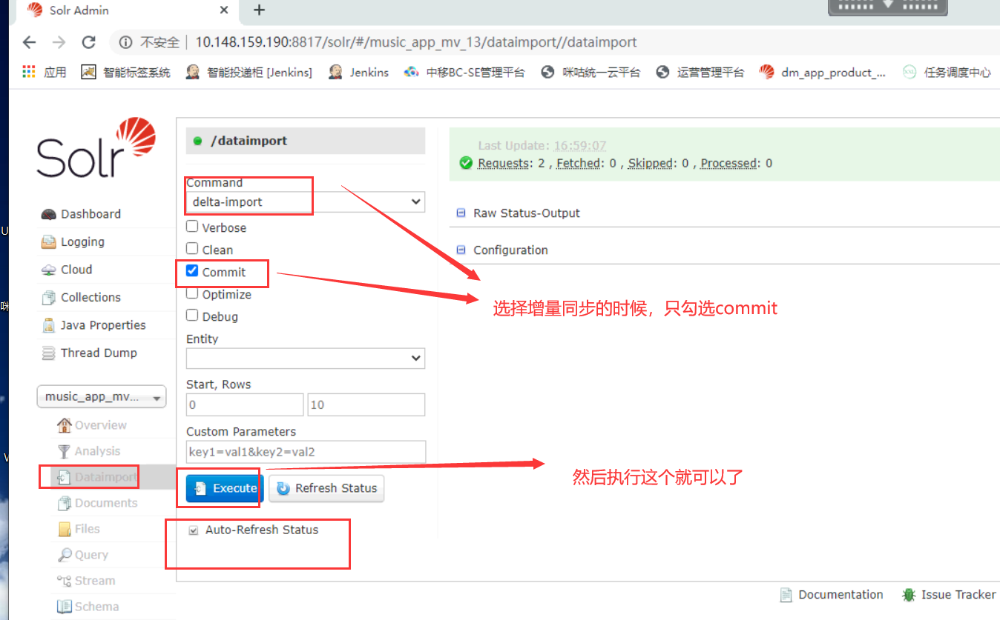 Solr Admin
不安全 10.148.159.190:8817/solr/#/music_app_mv_13/dataimport//dataimport
应用 智能标签系统 智能投递柜 [Jenkins] Jenkins 中移BC-SE管理平台 咪咕统一云平台 运营管理平台 dm_app_product_... 任务调度中心
Solr
Dashboard
Logging
Cloud
Collections
Java Properties
Thread Dump
music_app_mv...
Overview
Analysis
Dataimport
Documents
Files
Query
Stream
Schema
/dataimport
Command
delta-import
Verbose
Clean
Commit
Optimize
Debug
Entity
Start, Rows
0 10
Custom Parameters
key1=val1&key2=val2
Execute Refresh Status
Auto-Refresh Status
Last Update: 16:59:07
Requests: 2 , Fetched: 0 , Skipped: 0 , Processed: 0
Raw Status-Output
Configuration
选择增量同步的时候，只勾选commit
然后执行这个就可以了
Documentation Issue Tracker